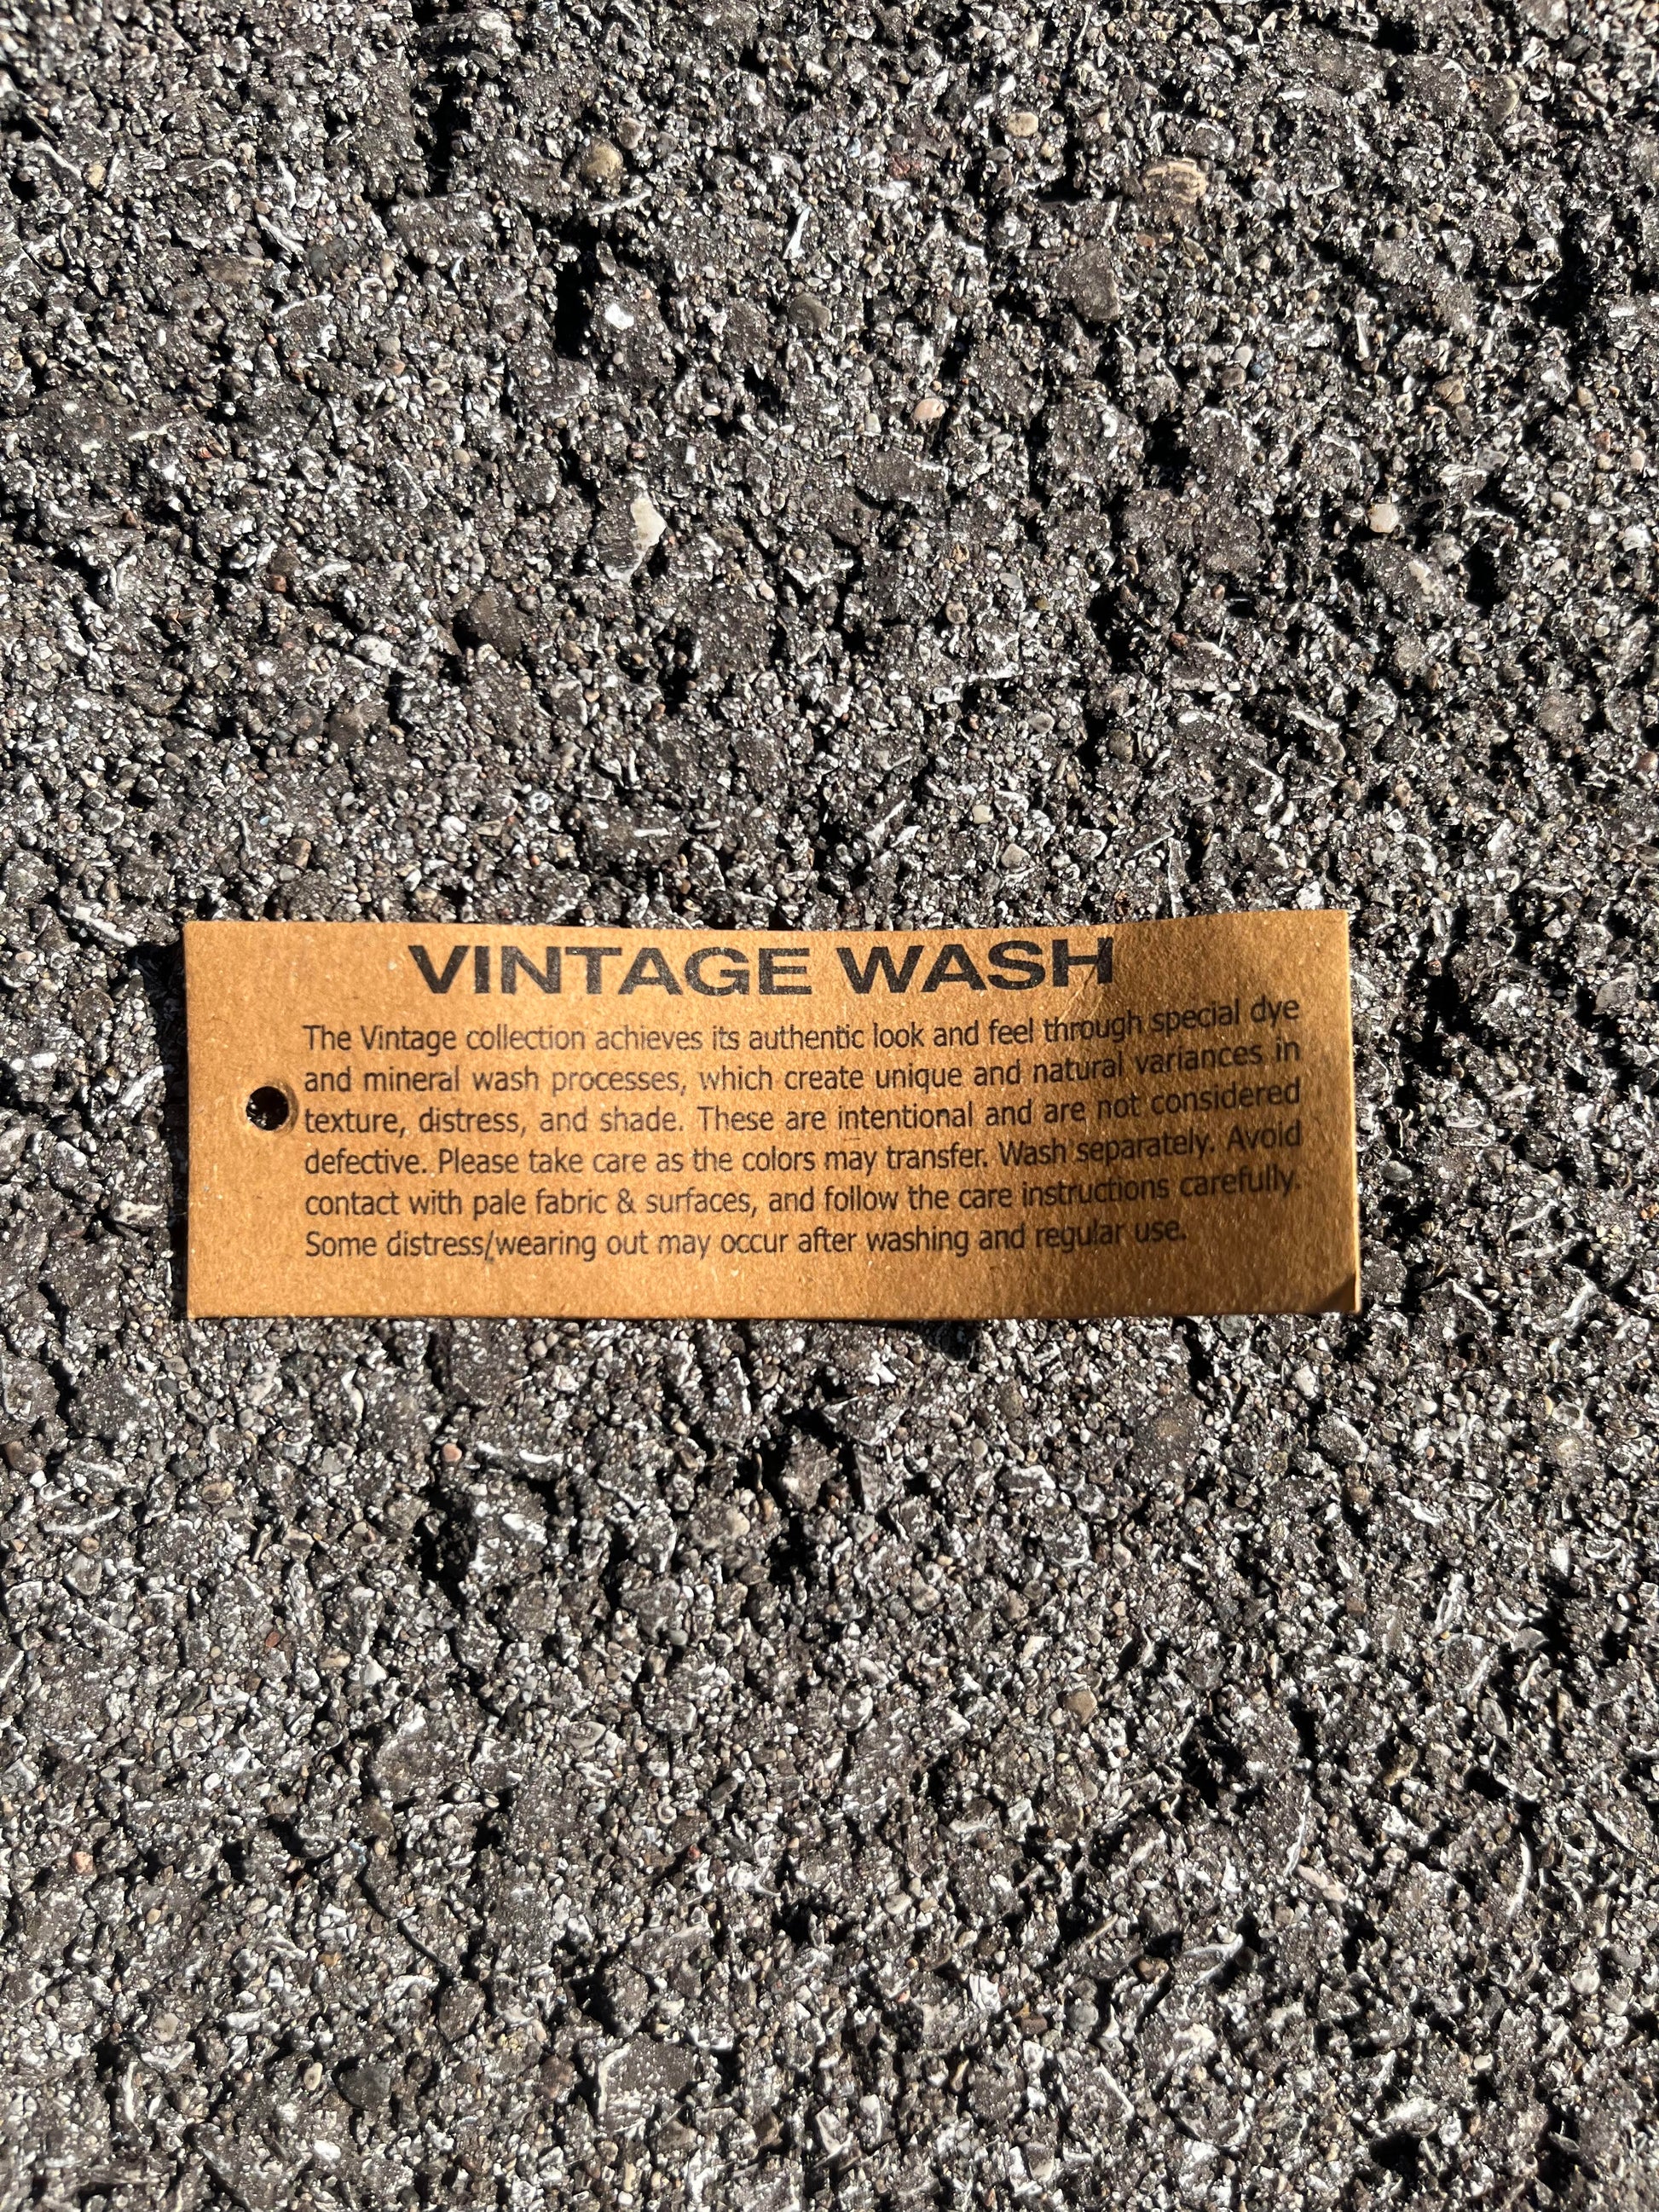 VINTAGE WASH
The Vintage collection achieves its authentic look and feel through special dye
and mineral wash processes, which create unique and natural variances in
texture, distress, and shade. These are intentional and are not considered
defective. Please take care as the colors may transfer. Wash separately. Avoid
contact with pale fabric & surfaces, and follow the care instructions carefully.
Some distress/wearing out may occur after washing and regular use.